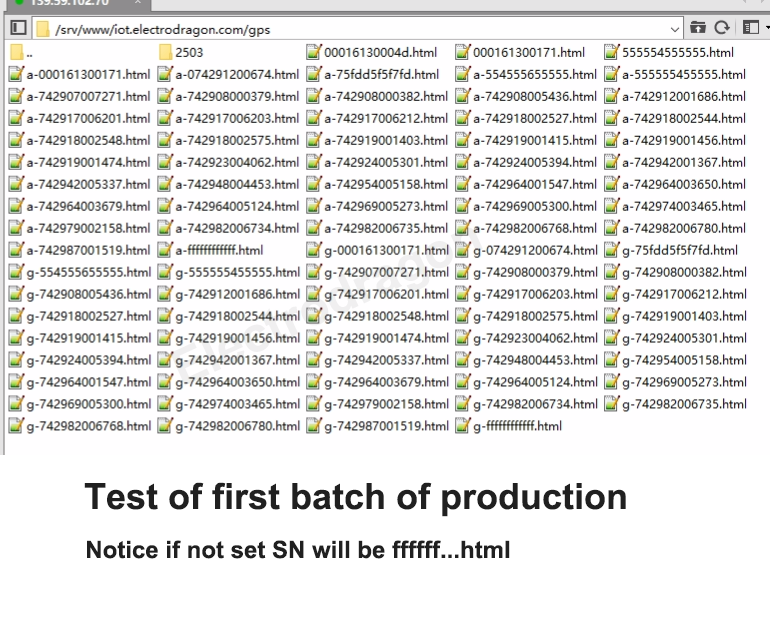 139.59.102.70
/srv/www/iot.electrodragon.com/gps
.. 2503 00016130004d.html 000161300171.html 555554555555.html
a-000161300171.html a-074291200674.html a-75fdd5f5f7fd.html a-554555655555.html a-555555455555.html
a-742907007271.html a-742908000379.html a-742908000382.html a-742908005436.html a-742912001686.html
a-742917006201.html a-742917006203.html a-742917006212.html a-742918002527.html a-742918002544.html
a-742918002548.html a-742918002575.html a-742919001403.html a-742919001415.html a-742919001456.html
a-742919001474.html a-742923004062.html a-742924005301.html a-742924005394.html a-742942001367.html
a-742942005337.html a-742948004453.html a-742954005158.html a-742964001547.html a-742964003650.html
a-742964003679.html a-742964005124.html a-742969005273.html a-742969005300.html a-742974003465.html
a-742979002158.html a-742982006734.html a-742982006735.html a-742982006768.html a-742982006780.html
a-742987001519.html a-ffffffffffff.html g-000161300171.html g-074291200674.html g-75fdd5f5f7fd.html
g-554555655555.html g-555555455555.html g-742907007271.html g-742908000379.html g-742908000382.html
g-742908005436.html g-742912001686.html g-742917006201.html g-742917006203.html g-742917006212.html
g-742918002527.html g-742918002544.html g-742918002548.html g-742918002575.html g-742919001403.html
g-742919001415.html g-742919001456.html g-742919001474.html g-742923004062.html g-742924005301.html
g-742924005394.html g-742942001367.html g-742942005337.html g-742948004453.html g-742954005158.html
g-742964001547.html g-742964003650.html g-742964003679.html g-742964005124.html g-742969005273.html
g-742969005300.html g-742974003465.html g-742979002158.html g-742982006734.html g-742982006735.html
g-742982006768.html g-742982006780.html g-742987001519.html g-ffffffffffff.html
Electrodragon
Test of first batch of production
Notice if not set SN will be ffffff...html